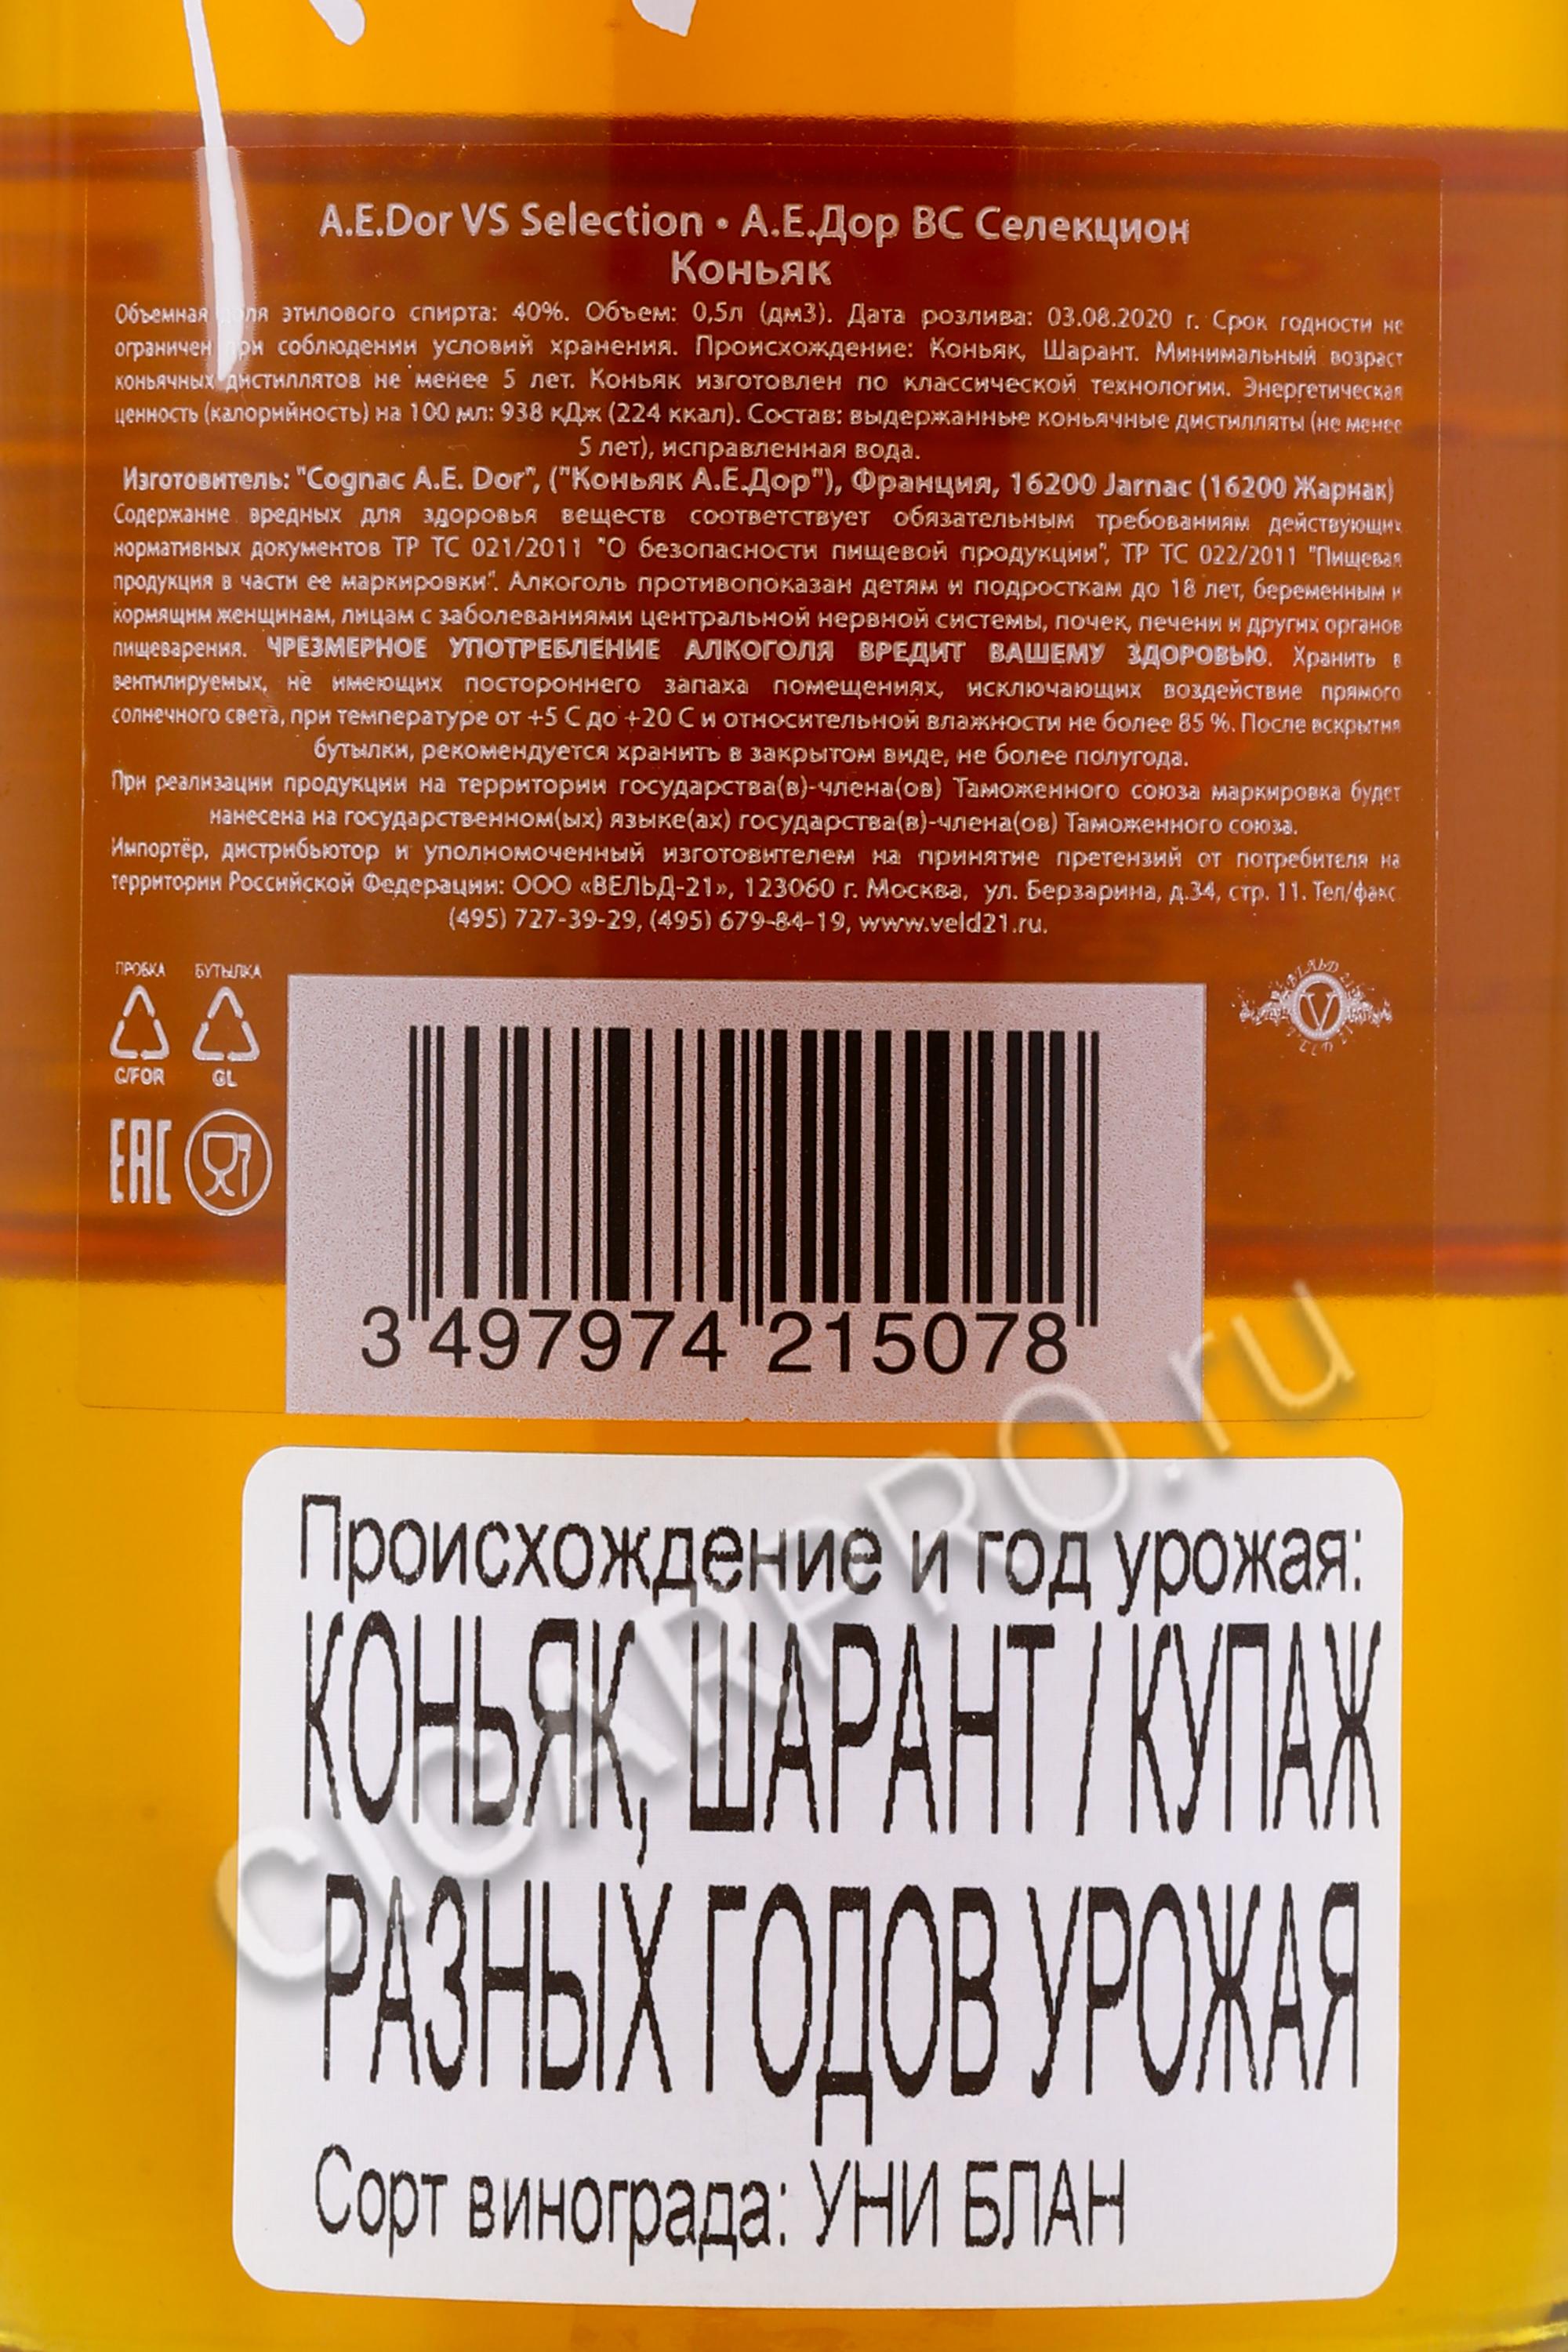 A.E.Dor VS Selection • А.Е.Дор ВС Селекцион
Коньяк
Объемная доля этилового спирта: 40%. Объем: 0,5л (дм3). Дата розлива: 03.08.2020 г. Срок годности не
ограничен при соблюдении условий хранения. Происхождение: Коньяк, Шарант. Минимальный возраст
коньячных дистиллятов не менее 5 лет. Коньяк изготовлен по классической технологии. Энергетическая
ценность (калорийность) на 100 мл: 938 кДж (224 ккал). Состав: выдержанные коньячные дистилляты (не менее
5 лет), исправленная вода.
Изготовитель: "Cognac A.E. Dor", ("Коньяк А.Е.Дор"), Франция, 16200 Jarnac (16200 Жарнак)
Содержание вредных для здоровья веществ соответствует обязательным требованиям действующих
нормативных документов ТР ТС 021/2011 "О безопасности пищевой продукции", ТР ТС 022/2011 "Пищевая
продукция в части ее маркировки". Алкоголь противопоказан детям и подросткам до 18 лет, беременным и
кормящим женщинам, лицам с заболеваниями центральной нервной системы, почек, печени и других органов
пищеварения. ЧРЕЗМЕРНОЕ УПОТРЕБЛЕНИЕ АЛКОГОЛЯ ВРЕДИТ ВАШЕМУ ЗДОРОВЬЮ. Хранить в
вентилируемых, не имеющих постороннего запаха помещениях, исключающих воздействие прямого
солнечного света, при температуре от +5 С до +20 С и относительной влажности не более 85 %. После вскрытия
бутылки, рекомендуется хранить в закрытом виде, не более полугода.
При реализации продукции на территории государства(в)-члена(ов) Таможенного союза маркировка будет
нанесена на государственном(ых) языке(ах) государства(в)-члена(ов) Таможенного союза.
Импортёр, дистрибьютор и уполномоченный изготовителем на принятие претензий от потребителя на
территории Российской Федерации: ООО «ВЕЛЬД-21», 123060 г. Москва, ул. Берзарина, д.34, стр. 11. Тел/факс
(495) 727-39-29, (495) 679-84-19, www.veld21.ru.
ПРОБКА БУТЫЛКА
C/FOR GL
EAC
V
3 497974 215078
Происхождение и год урожая:
КОНЬЯК, ШАРАНТ / КУПАЖ
РАЗНЫХ ГОДОВ УРОЖАЯ
Сорт винограда: УНИ БЛАН
CIGARPRO.ru